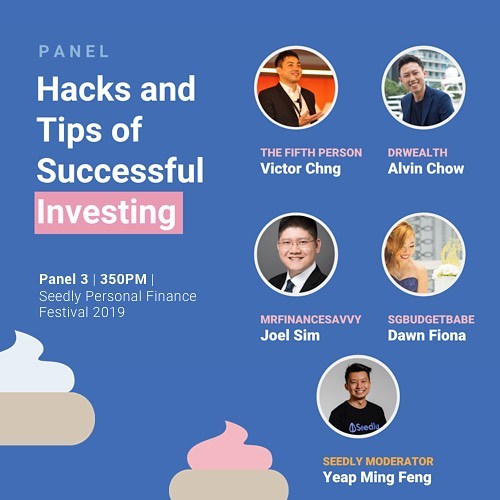 PANEL
Hacks and
Tips of
Successful
Investing
Panel 3 | 350PM |
Seedly Personal Finance
Festival 2019
THE FIFTH PERSON
Victor Chng
DRWEALTH
Alvin Chow
MRFINANCESAVVY
Joel Sim
SGBUDGETBABE
Dawn Fiona
Seedly
SEEDLY MODERATOR
Yeap Ming Feng